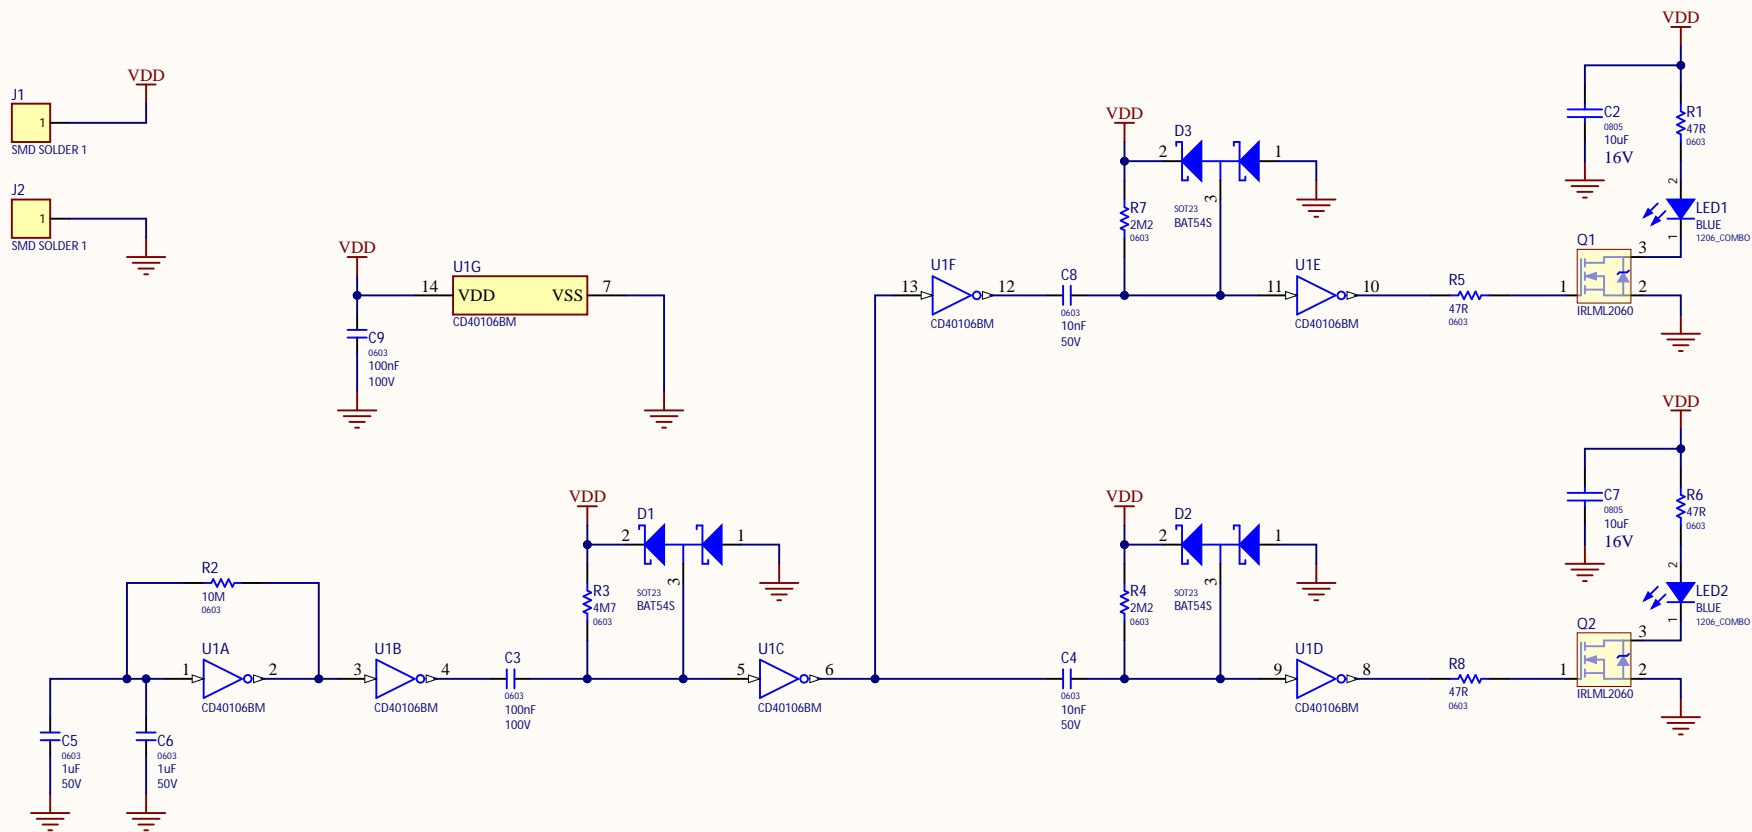 J1
1
SMD SOLDER 1
VDD
J2
1
SMD SOLDER 1
VDD
U1G
14
VDD
VSS
7
CD40106BM
C9
0603
100nF
100V
R2
10M
0603
U1A
1
2
CD40106BM
C5
0603
1uF
50V
C6
0603
1uF
50V
U1B
3
4
CD40106BM
C3
0603
100nF
100V
VDD
D1
2
1
3
SOT23
BAT54S
R3
4M7
0603
U1C
5
6
CD40106BM
U1F
13
12
CD40106BM
C8
0603
10nF
50V
VDD
D3
2
1
3
SOT23
BAT54S
R7
2M2
0603
U1E
11
10
CD40106BM
R5
47R
0603
VDD
C2
0805
10uF
16V
R1
47R
0603
2
LED1
BLUE
1206_COMBO
1
Q1
3
1
2
IRLML2060
C4
0603
10nF
50V
VDD
D2
2
1
3
SOT23
BAT54S
R4
2M2
0603
U1D
9
8
CD40106BM
R8
47R
0603
VDD
C7
0805
10uF
16V
R6
47R
0603
2
LED2
BLUE
1206_COMBO
1
Q2
3
1
2
IRLML2060